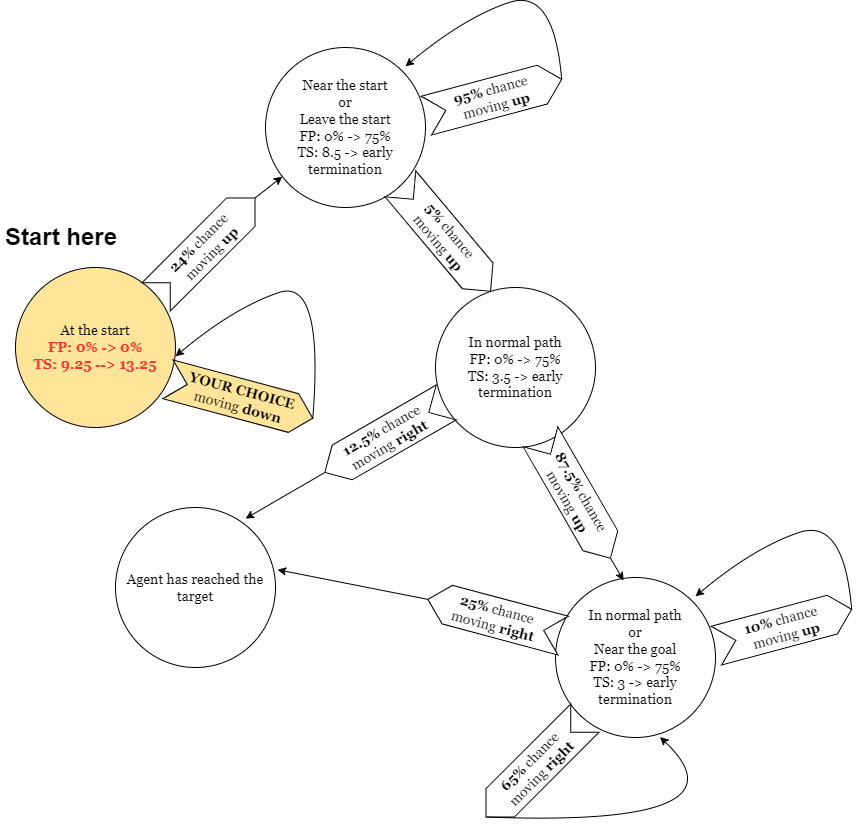 Near the start
or
Leave the start
FP: 0% -> 75%
TS: 8.5 -> early
termination
95% chance
moving up
24% chance
moving up
5% chance
moving up
Start here
At the start
FP: 0% -> 0%
TS: 9.25 --> 13.25
YOUR CHOICE
moving down
In normal path
FP: 0% -> 75%
TS: 3.5 -> early
termination
12.5% chance
moving right
87.5% chance
moving up
Agent has reached the
target
25% chance
moving right
In normal path
or
Near the goal
FP: 0% -> 75%
TS: 3 -> early
termination
10% chance
moving up
65% chance
moving right